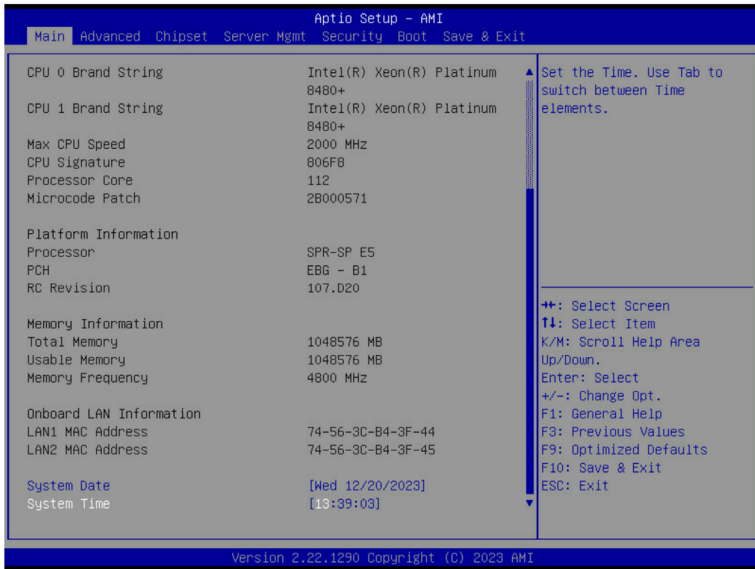 Aptio Setup - AMI
Main Advanced Chipset Server Mgmt Security Boot Save & Exit
CPU 0 Brand String Intel(R) Xeon(R) Platinum
8480+
CPU 1 Brand String Intel(R) Xeon(R) Platinum
8480+
Max CPU Speed 2000 MHz
CPU Signature 806F8
Processor Core 112
Microcode Patch 2B000571
Platform Information
Processor SPR-SP E5
PCH EBG - B1
RC Revision 107.D20
Memory Information
Total Memory 1048576 MB
Usable Memory 1048576 MB
Memory Frequency 4800 MHz
Onboard LAN Information
LAN1 MAC Address 74-56-3C-B4-3F-44
LAN2 MAC Address 74-56-3C-B4-3F-45
System Date [Wed 12/20/2023]
System Time [13:39:03]
Set the Time. Use Tab to
switch between Time
elements.
→←: Select Screen
↑↓: Select Item
K/M: Scroll Help Area
Up/Down.
Enter: Select
+/-: Change Opt.
F1: General Help
F3: Previous Values
F9: Optimized Defaults
F10: Save & Exit
ESC: Exit
Version 2.22.1290 Copyright (C) 2023 AMI